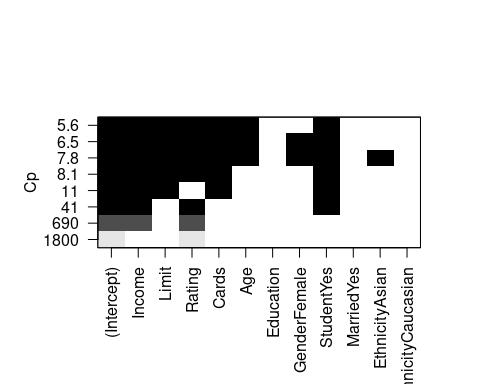 5.6
6.5
7.8
8.1
11
41
690
1800
Cp
(Intercept)
Income
Limit
Rating
Cards
Age
Education
GenderFemale
StudentYes
MarriedYes
EthnicityAsian
nicityCaucasian